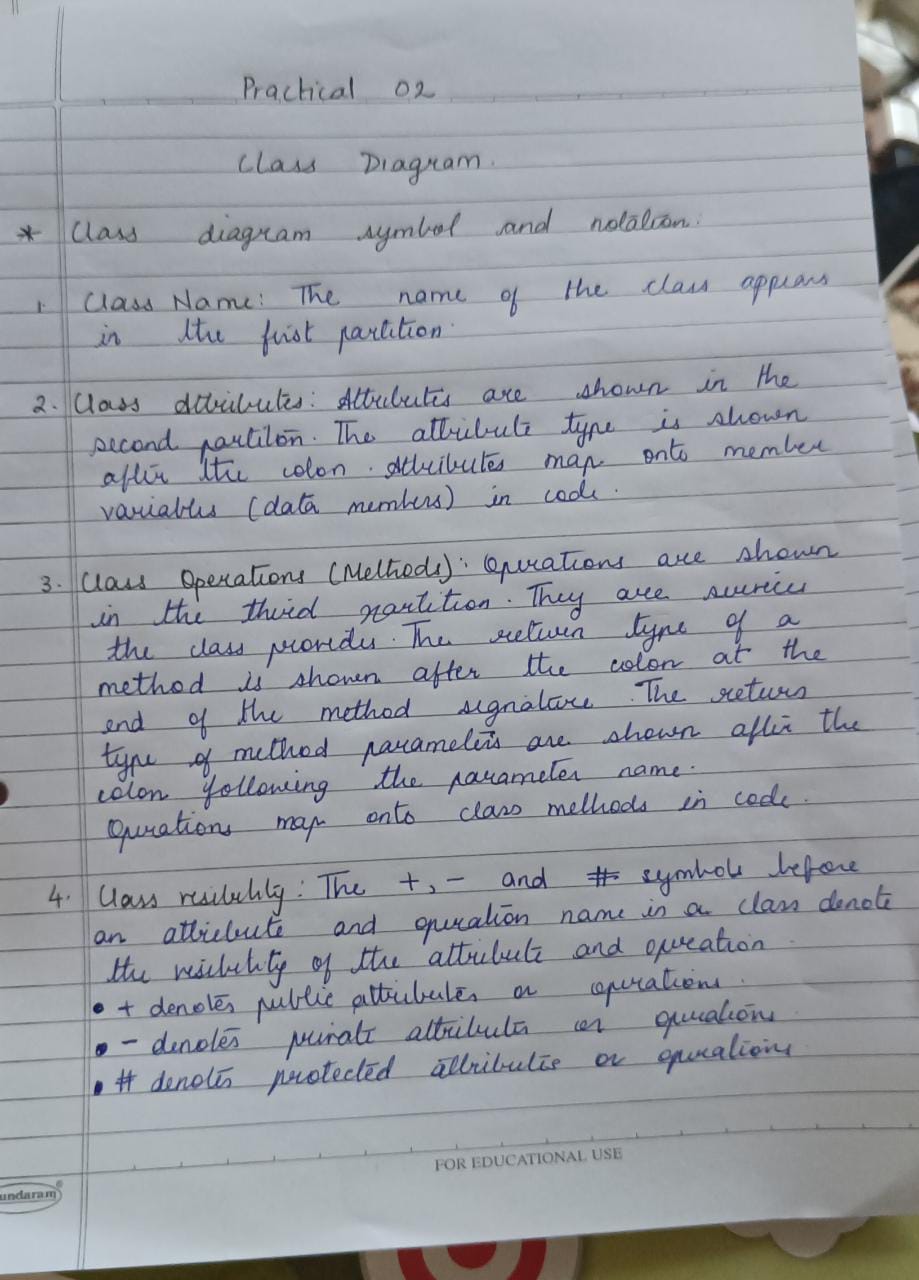 Practical 02
Class Diagram.
* Class diagram symbol and notation:
1. Class Name: The name of the class appears
in the first partition.
2. Class Attributes: Attributes are shown in the
second partition. The attribute type is shown
after the colon. Attributes map onto member
variables (data members) in code.
3. Class Operations (Methods): Operations are shown
in the third partition. They are services
the class provides. The return type of a
method is shown after the colon at the
end of the method signature. The return
type of method parameters are shown after the
colon following the parameter name.
Operations map onto class methods in code.
4. Class visibility: The +, - and # symbols before
an attribute and operation name in a class denote
the visibility of the attribute and operation.
• + denotes public attributes or operations.
• - denotes private attributes or operations.
• # denotes protected attributes or operations
FOR EDUCATIONAL USE
undaram